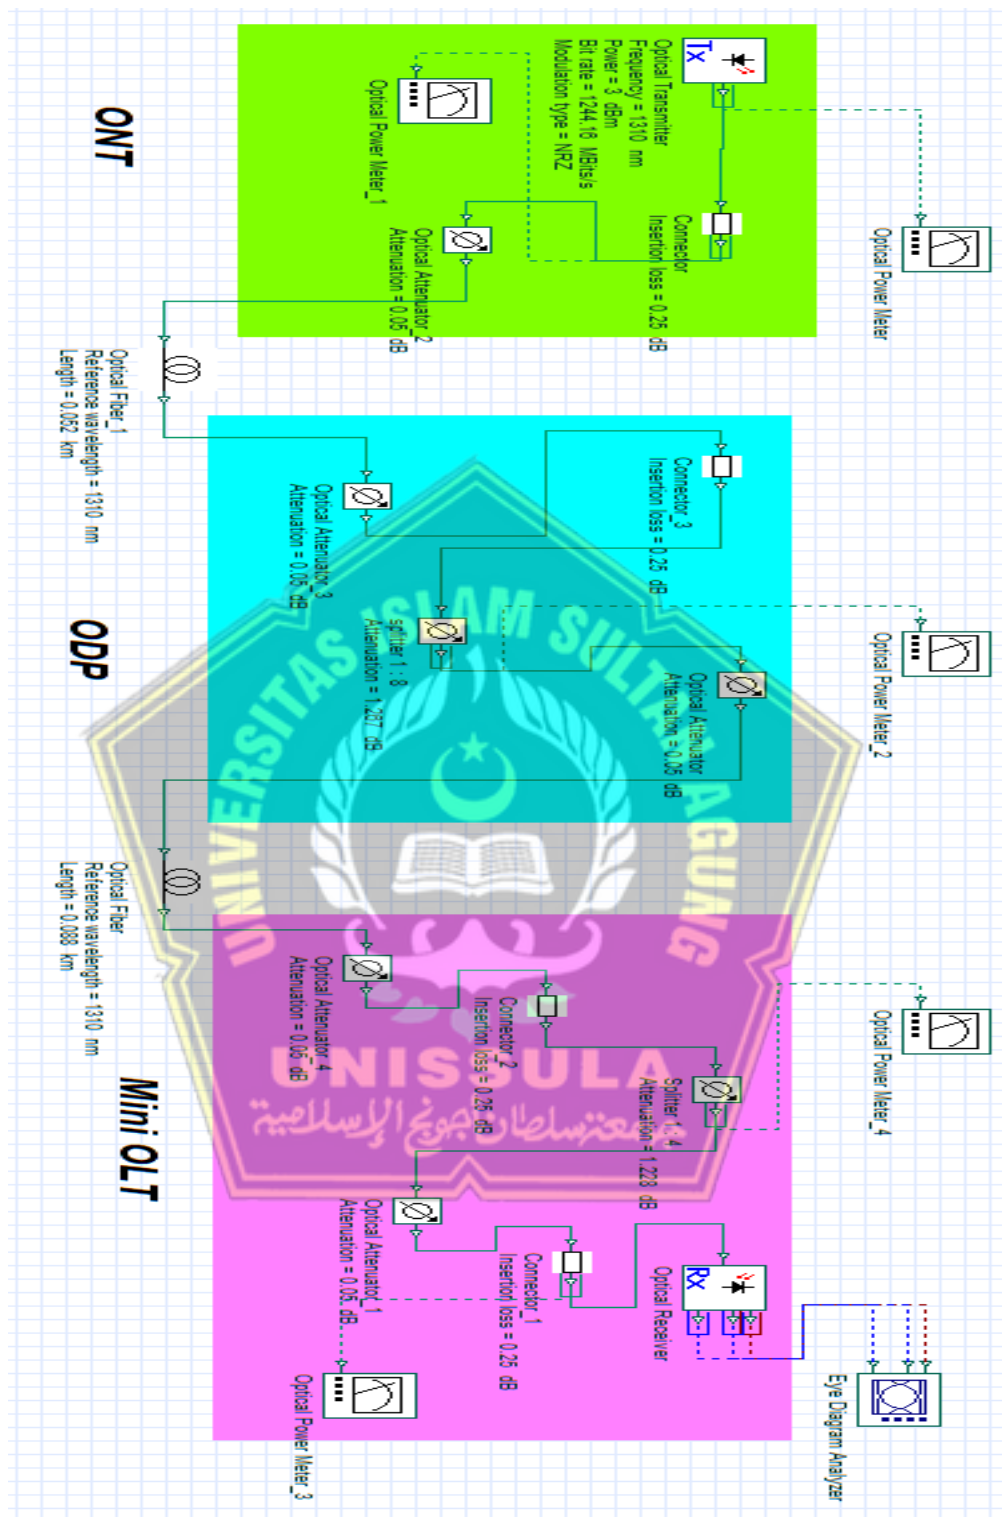 Tx
Optical Transmitter
Frequency = 1310 nm
Power = 3 dBm
Bit rate = 1244.16 MBits/s
Modulation type = NRZ
Optical Power Meter_1
Connector
Insertion loss = 0.25 dB
Optical Attenuator_2
Attenuation = 0.05 dB
Optical Power Meter
ONT
Optical Fiber_1
Reference wavelength = 1310 nm
Length = 0.052 km
Connector_3
Insertion loss = 0.25 dB
Optical Attenuator_3
Attenuation = 0.05 dB
splitter 1 : 8
Attenuation = 1.287 dB
Optical Attenuator
Attenuation = 0.05 dB
Optical Power Meter_2
ODP
Optical Fiber
Reference wavelength = 1310 nm
Length = 0.088 km
Optical Attenuator_4
Attenuation = 0.05 dB
Connector_2
Insertion loss = 0.25 dB
Splitter 1 : 4
Attenuation = 1.228 dB
Optical Power Meter_4
Mini OLT
Optical Attenuator_1
Attenuation = 0.05 dB
Connector_1
Insertion loss = 0.25 dB
Rx
Optical Receiver
Optical Power Meter_3
Eye Diagram Analyzer
UNIVERSITAS ISLAM SULTAN AGUNG
UNISSULA
جامعتنسلطان أجونج الإسلامية